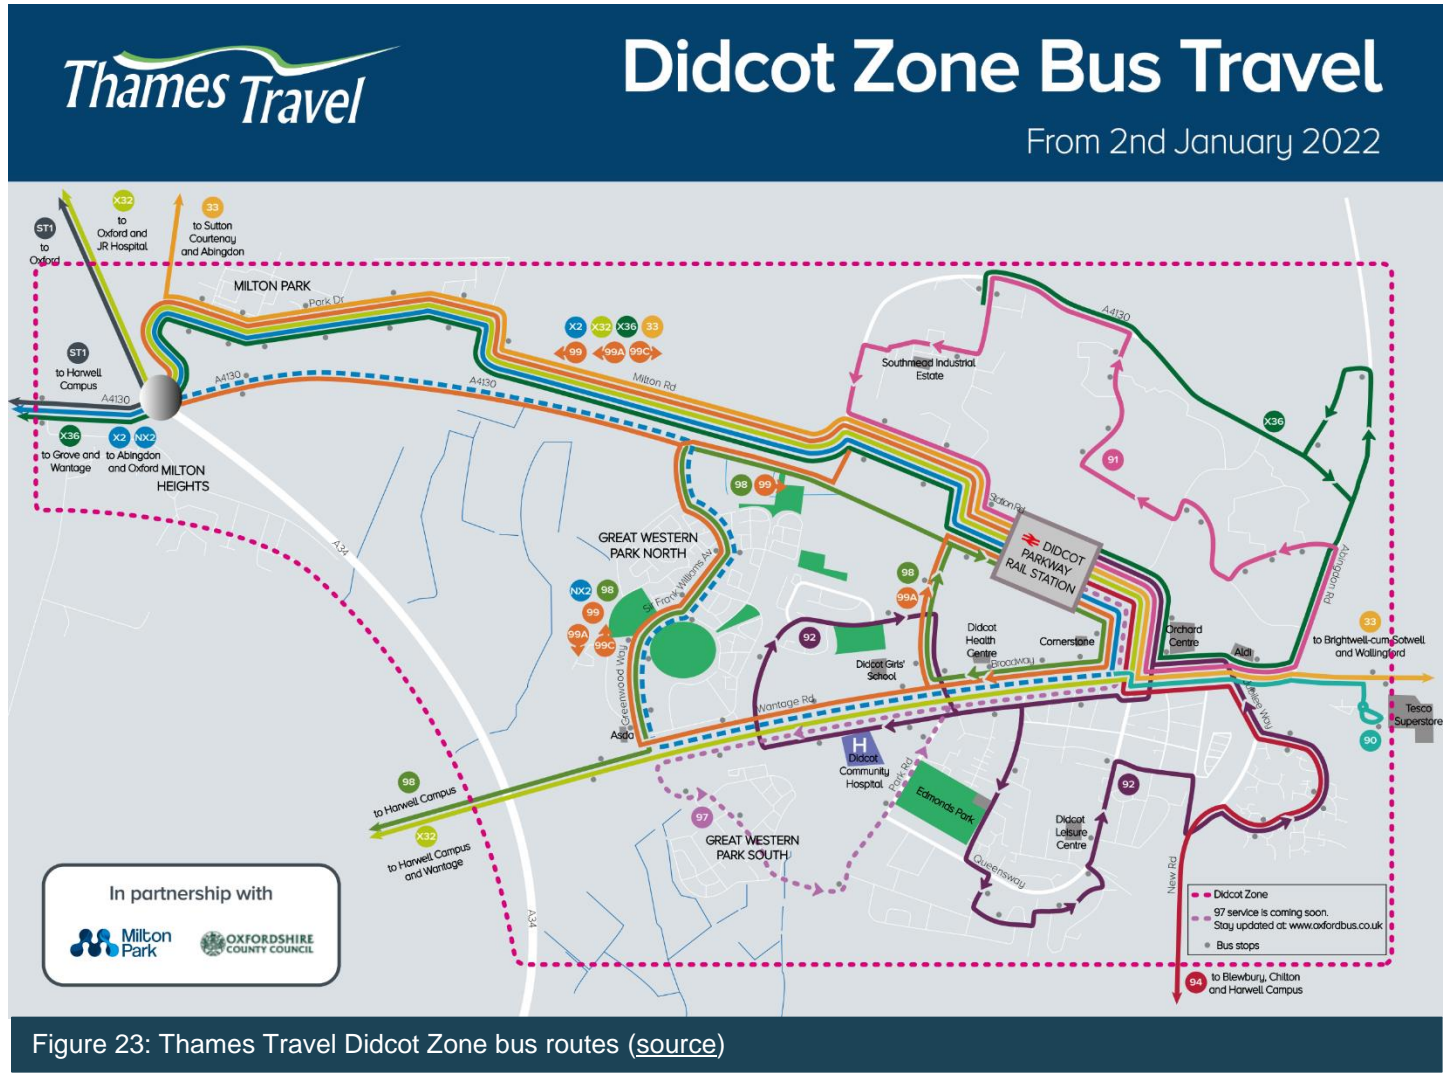 Thames Travel
Didcot Zone Bus Travel
From 2nd January 2022
X32
to
Oxford and
JR Hospital
33
to Sutton
Courtenay
and Abingdon
ST1
to
Oxford
MILTON PARK
Park Dr
A4130
X2 X32 X36 33
99 99A 99C
Milton Rd
Southmead Industrial
Estate
ST1
to Harwell
Campus
A4130
A4130
A4130
X36
to Grove and
Wantage
X2 NX2
to Abingdon
and Oxford
MILTON
HEIGHTS
X36
91
98 99
Station Rd
A34
GREAT WESTERN
PARK NORTH
DIDCOT
PARKWAY
RAIL STATION
Sir Frank Williams Av
NX2 98
99
99A
99C
98
99A
Abingdon Rd
33
to Brightwell-cum-Sotwell
and Wallingford
92
Didcot
Health
Centre
Cornerstone
Orchard
Centre
Aldi
Didcot Girls'
School
Broadway
Greenwood Way
Wantage Rd
Jubilee Way
Tesco
Superstore
Asda
H
Didcot
Community
Hospital
90
98
to Harwell Campus
Park Rd
Edmonds Park
92
97
X32
to Harwell Campus
and Wantage
GREAT WESTERN
PARK SOUTH
Didcot
Leisure
Centre
Queensway
New Rd
In partnership with
Milton
Park
OXFORDSHIRE
COUNTY COUNCIL
A34
Didcot Zone
97 service is coming soon.
Stay updated at: www.oxfordbus.co.uk
Bus stops
94
to Blewbury, Chilton
and Harwell Campus
Figure 23: Thames Travel Didcot Zone bus routes (source)